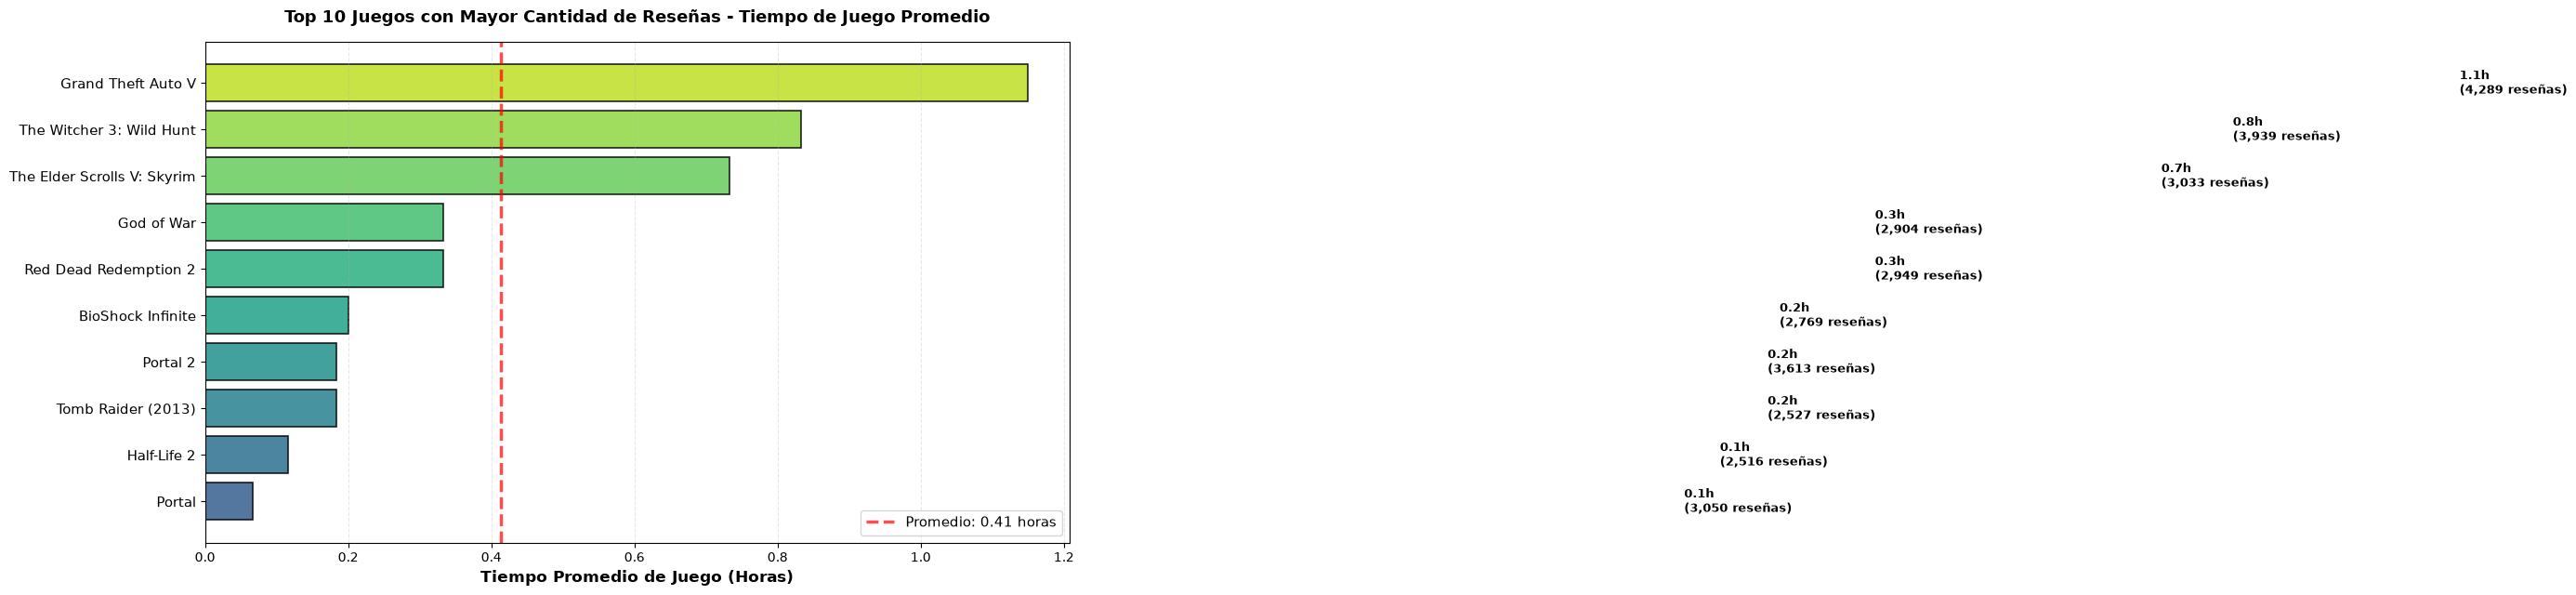 Top 10 Juegos con Mayor Cantidad de Reseñas - Tiempo de Juego Promedio
Grand Theft Auto V
1.1h
(4,289 reseñas)
The Witcher 3: Wild Hunt
0.8h
(3,939 reseñas)
The Elder Scrolls V: Skyrim
0.7h
(3,033 reseñas)
God of War
0.3h
(2,904 reseñas)
Red Dead Redemption 2
0.3h
(2,949 reseñas)
BioShock Infinite
0.2h
(2,769 reseñas)
Portal 2
0.2h
(3,613 reseñas)
Tomb Raider (2013)
0.2h
(2,527 reseñas)
Half-Life 2
0.1h
(2,516 reseñas)
Portal
0.1h
(3,050 reseñas)
Promedio: 0.41 horas
0.0 0.2 0.4 0.6 0.8 1.0 1.2
Tiempo Promedio de Juego (Horas)